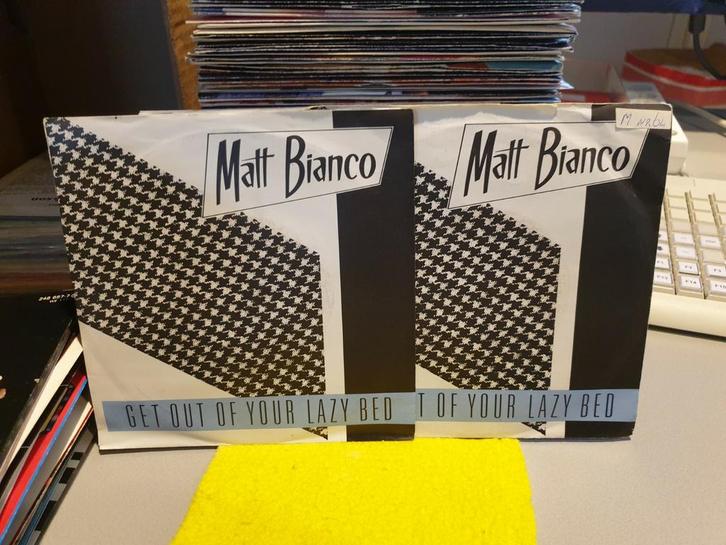 Matt Bianco
GET OUT OF YOUR LAZY BED
Matt Bianco
T OF YOUR LAZY BED
M